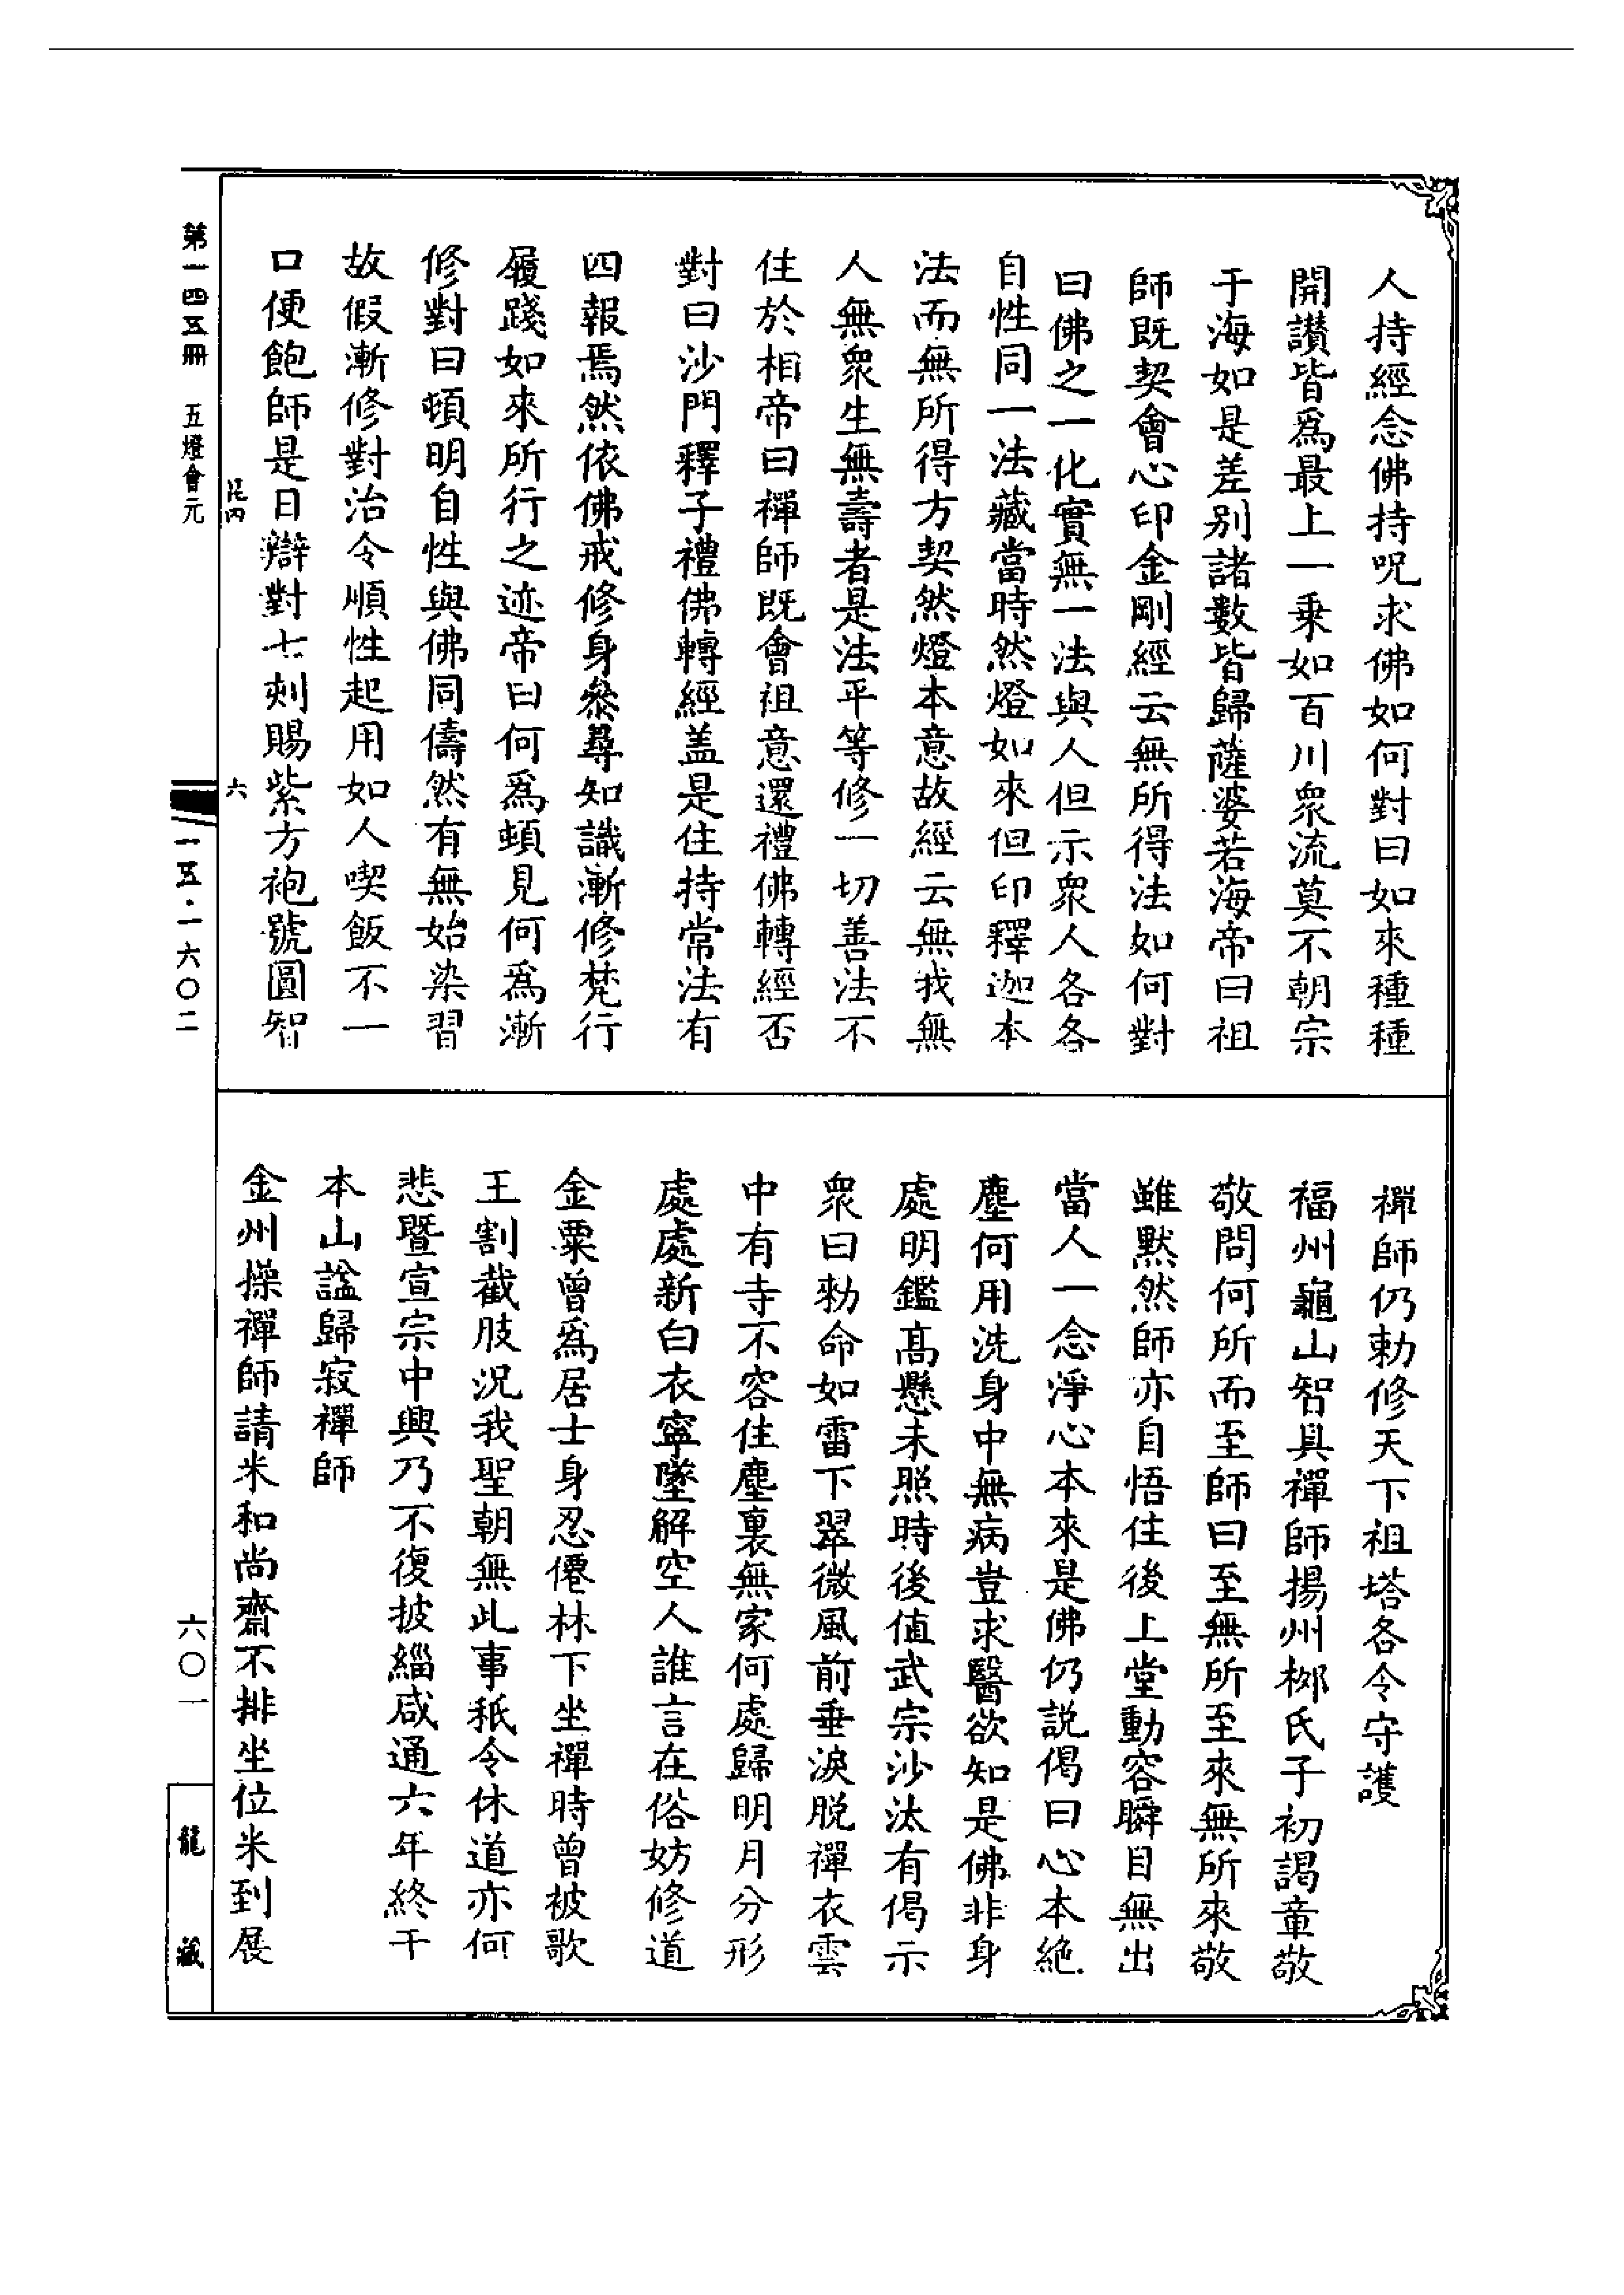 人持經念佛持呪求佛如何對曰如來種種
開讚皆爲最上一乗如百川衆流莫不朝宗
于海如是差别諸數皆歸薩婆若海帝曰祖
師既契會心印金剛經云無所得法如何對
曰佛之一化實無一法與人但示衆人各各
自性同一法藏當時然燈如來但印釋迦本
法而無所得方契然燈本意故經云無我無
人無衆生無壽者是法平等修一切善法不
住於相帝曰禪師既會祖意還禮佛轉經否
對曰沙門釋子禮佛轉經盖是住持常法有
四報焉然依佛戒修身叅尋知識漸修梵行
履踐如來所行之迹帝曰何爲頓見何爲漸
修對曰頓明自性與佛同儔然有無始染習
故假漸修對治令順性起用如人喫飯不一
口便飽師是日辯對七刻賜紫方袍號圓智
禪師仍勅修天下祖塔各令守護
福州龜山智具禪師揚州栁氏子初謁章敬
敬問何所而至師曰至無所至來無所來敬
雖默然師亦自悟住後上堂動容瞬目無出
當人一念淨心本來是佛仍説偈曰心本絶
塵何用洗身中無病豈求醫欲知是佛非身
處明鑑髙懸未照時後值武宗沙汰有偈示
衆曰勑命如雷下翠微風前垂淚脱禪衣雲
中有寺不容住塵裏無家何處歸明月分形
處處新白衣寧墜解空人誰言在俗妨修道
金粟曾爲居士身忍僊林下坐禪時曾被歌
王割截肢況我聖朝無此事秖令休道亦何
悲暨宣宗中興乃不復披緇咸通六年終于
本山諡歸寂禪師
金州操禪師請米和尚齋不排坐位米到展
第一四五冊 五燈會元
六
一五·一六〇二
六〇一
龍藏